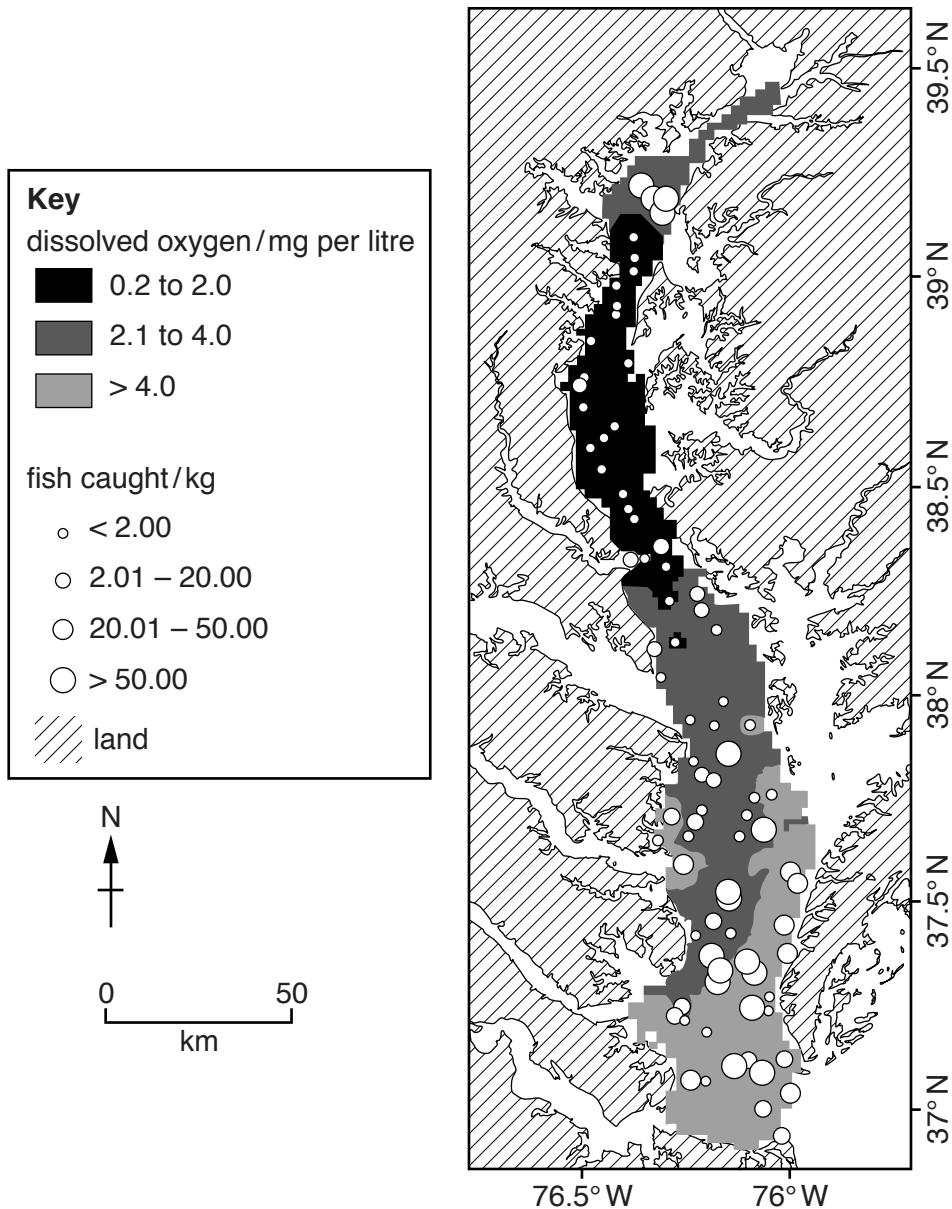 Key
dissolved oxygen / mg per litre
0.2 to 2.0
2.1 to 4.0
> 4.0
fish caught / kg
< 2.00
2.01 – 20.00
20.01 – 50.00
> 50.00
land
N
0 50
km
39.5° N
39° N
38.5° N
38° N
37.5° N
37° N
76.5° W 76° W